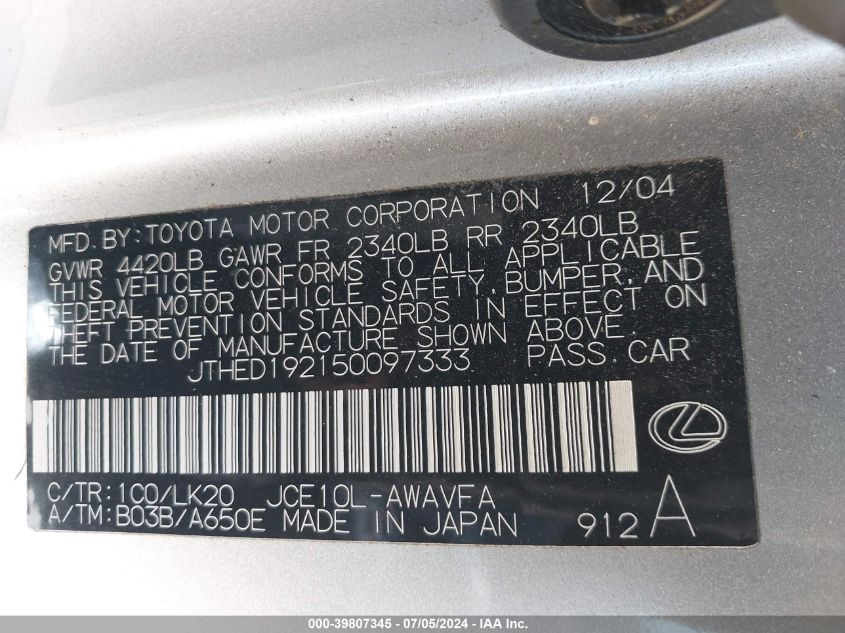 MFD. BY: TOYOTA MOTOR CORPORATION 12/04
GVWR 4420LB GAWR FR 2340LB RR 2340LB
THIS VEHICLE CONFORMS TO ALL APPLICABLE
FEDERAL MOTOR VEHICLE SAFETY, BUMPER, AND
THEFT PREVENTION STANDARDS IN EFFECT ON
THE DATE OF MANUFACTURE SHOWN ABOVE.
JTHED192150097333 PASS. CAR
C/TR: 1C0/LK20 JCE10L-AWAVFA
A/TM: B03B/A650E MADE IN JAPAN 912 A
000-39807345 - 07/05/2024 - IAA Inc.